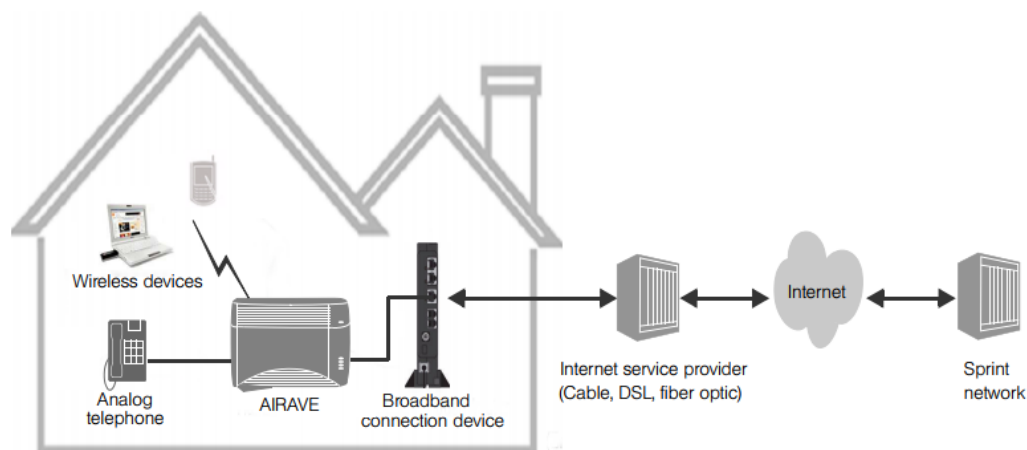 Wireless devices
Analog
telephone
AIRAVE
Broadband
connection device
Internet service provider
(Cable, DSL, fiber optic)
Internet
Sprint
network